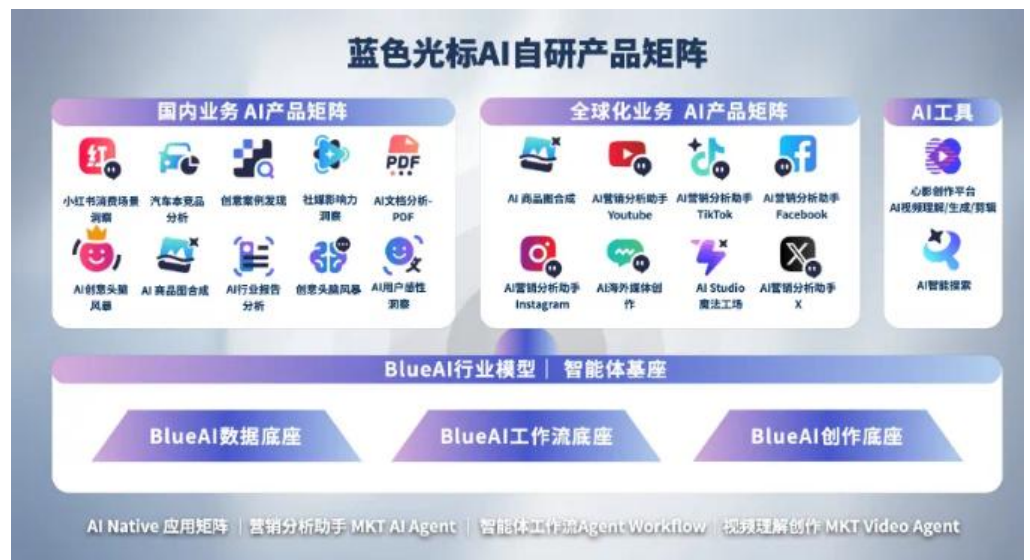 蓝色光标AI自研产品矩阵
国内业务 AI产品矩阵
红
小红书消费场景
洞察
汽车本竞品
分析
创意案例发现
社媒影响力
洞察
PDF
AI文档分析-
PDF
AI创意头脑
风暴
AI 商品图合成
AI行业报告
分析
创意头脑风暴
AI用户感性
洞察
全球化业务 AI产品矩阵
AI 商品图合成
AI营销分析助手
Youtube
AI营销分析助手
TikTok
AI营销分析助手
Facebook
AI营销分析助手
Instagram
AI海外媒体创
作
AI Studio
魔法工场
AI营销分析助手
X
AI工具
心影创作平台
AI视频理解/生成/剪辑
AI智能搜索
BlueAI行业模型｜ 智能体基座
BlueAI数据底座
BlueAI工作流底座
BlueAI创作底座
AI Native 应用矩阵 ｜营销分析助手 MKT AI Agent ｜ 智能体工作流Agent Workflow ｜视频理解创作 MKT Video Agent